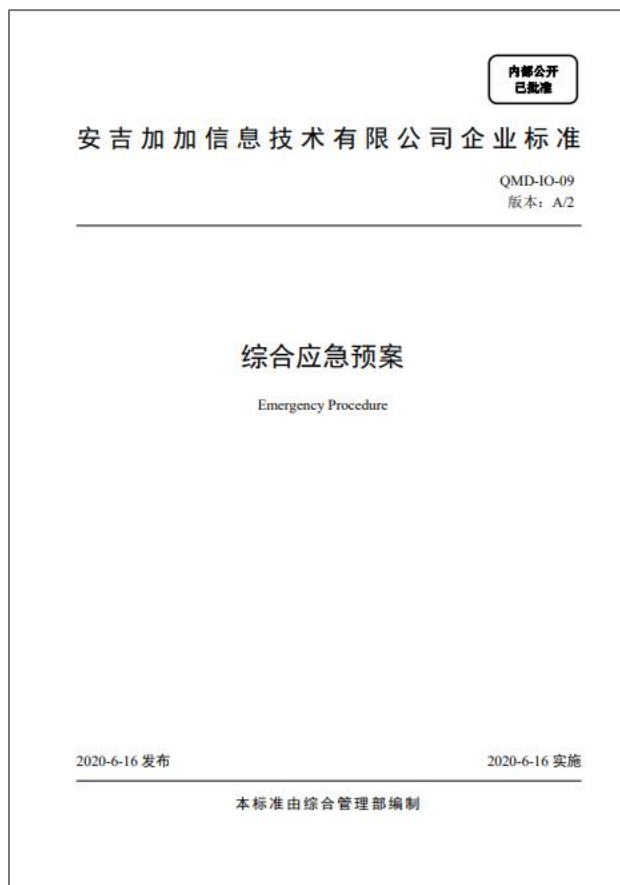 内部公开
已批准
安吉加加信息技术有限公司企业标准
QMD-IO-09
版本：A/2
综合应急预案
Emergency Procedure
2020-6-16 发布
2020-6-16 实施
本标准由综合管理部编制